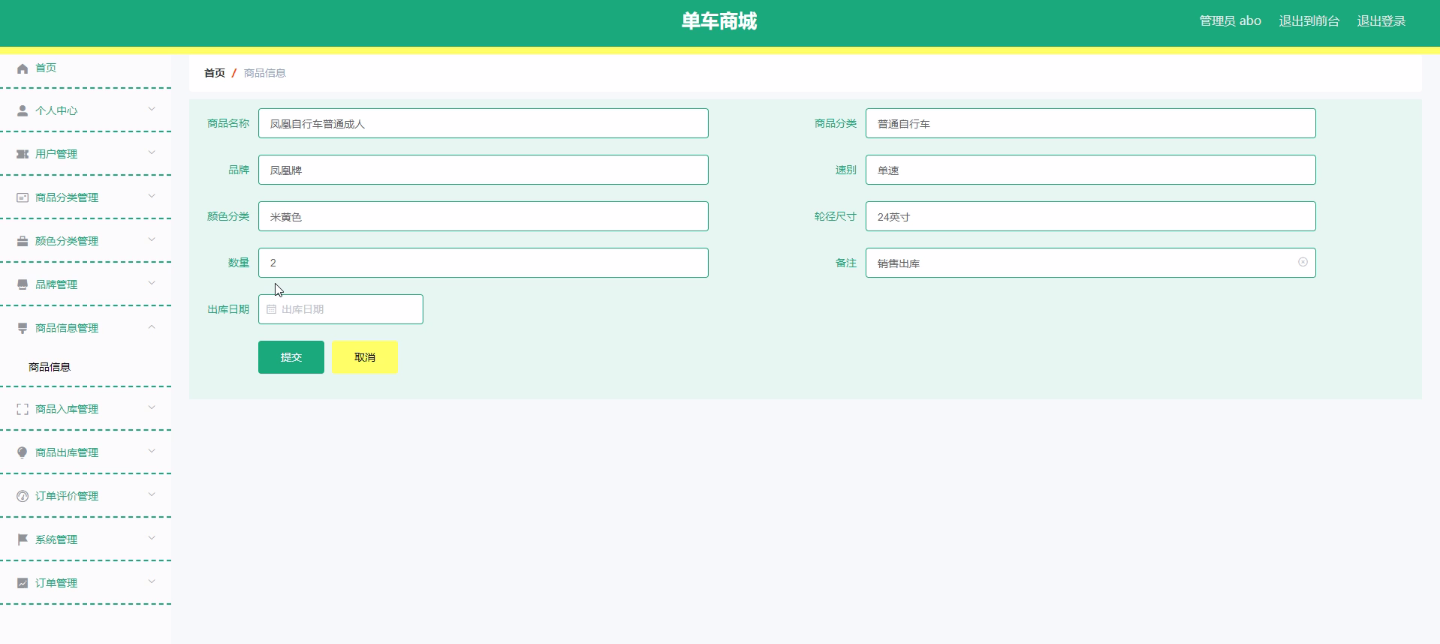 单车商城
管理员 abo 退出到前台 退出登录
首页
个人中心
用户管理
商品分类管理
颜色分类管理
品牌管理
商品信息管理
商品信息
商品入库管理
商品出库管理
订单评价管理
系统管理
订单管理
首页 / 商品信息
商品名称 凤凰自行车普通成人 商品分类 普通自行车
品牌 凤凰牌 速别 单速
颜色分类 米黄色 轮径尺寸 24英寸
数量 2 备注 销售出库
出库日期 出库日期
提交 取消